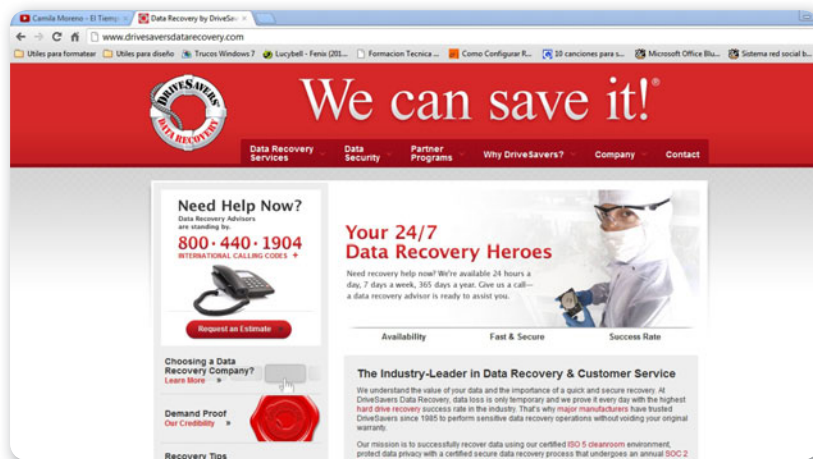 Camila Moreno - El Tiemp
Data Recovery by DriveSav
www.drivesaversdatarecovery.com
Utiles para formatear
Utiles para diseño
Trucos Windows 7
Lucybell - Fenix (201...
Formacion Tecnica ...
Como Configurar R...
10 canciones para s...
Microsoft Office Blu...
Sistema red social b...
DRIVESAVERS
DATA RECOVERY
We can save it!®
Data Recovery
Services
Data
Security
Partner
Programs
Why DriveSavers?
Company
Contact
Need Help Now?
Data Recovery Advisors
are standing by.
800·440·1904
INTERNATIONAL CALLING CODES +
Request an Estimate
Your 24/7
Data Recovery Heroes
Need recovery help now? We're available 24 hours a
day, 7 days a week, 365 days a year. Give us a call—
a data recovery advisor is ready to assist you.
Availability
Fast & Secure
Success Rate
Choosing a Data
Recovery Company?
Learn More »
Demand Proof
Our Credibility »
Recovery Tips
The Industry-Leader in Data Recovery & Customer Service
We understand the value of your data and the importance of a quick and secure recovery. At
DriveSavers Data Recovery, data loss is only temporary and we prove it every day with the highest
hard drive recovery success rate in the industry. That's why major manufacturers have trusted
DriveSavers since 1985 to perform sensitive data recovery operations without voiding your original
warranty.
Our mission is to successfully recover data using our certified ISO 5 cleanroom environment,
protect data privacy with a certified secure data recovery process that undergoes an annual SOC 2